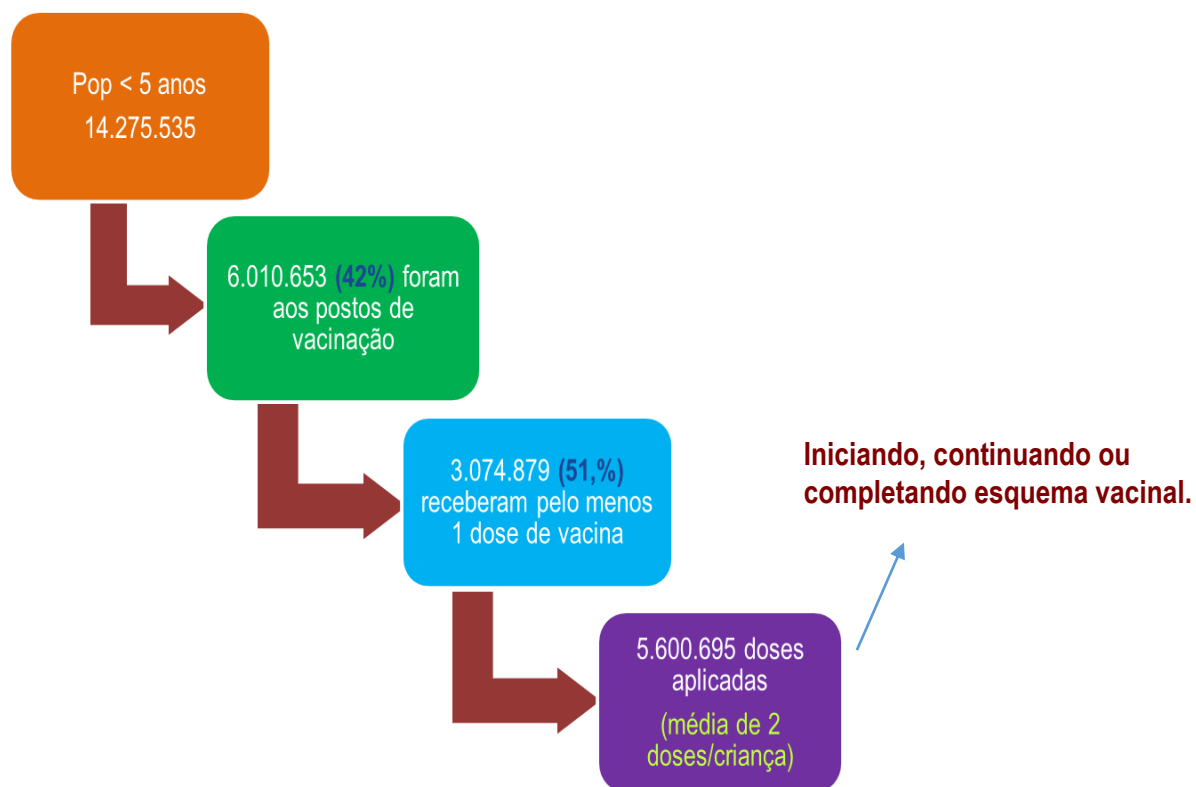 Pop < 5 anos
14.275.535
6.010.653 (42%) foram
aos postos de
vacinação
3.074.879 (51,%)
receberam pelo menos
1 dose de vacina
Iniciando, continuando ou
completando esquema vacinal.
5.600.695 doses
aplicadas
(média de 2
doses/criança)